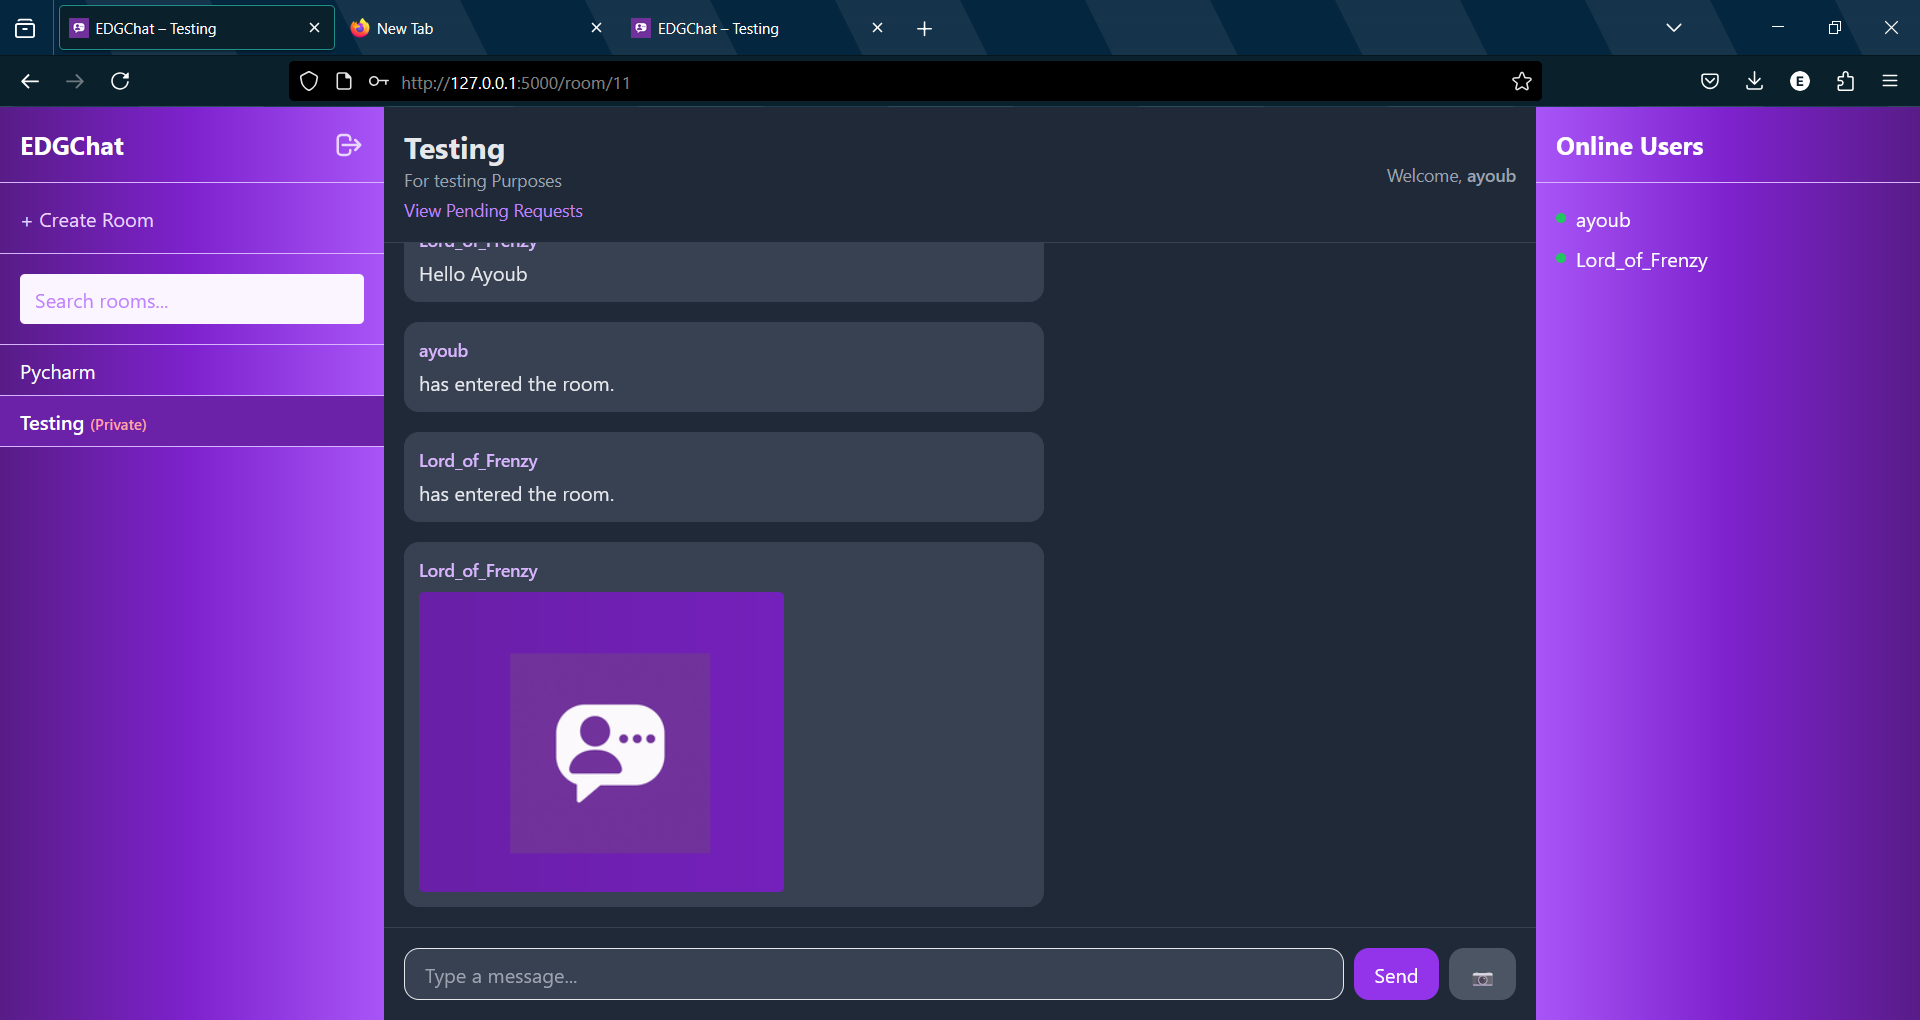 EDGChat – Testing
New Tab
EDGChat – Testing
http://127.0.0.1:5000/room/11
E
EDGChat
+ Create Room
Search rooms...
Pycharm
Testing (Private)
Testing
For testing Purposes
View Pending Requests
Welcome, ayoub
Lord_of_Frenzy
Hello Ayoub
ayoub
has entered the room.
Lord_of_Frenzy
has entered the room.
Lord_of_Frenzy
Type a message...
Send
Online Users
ayoub
Lord_of_Frenzy